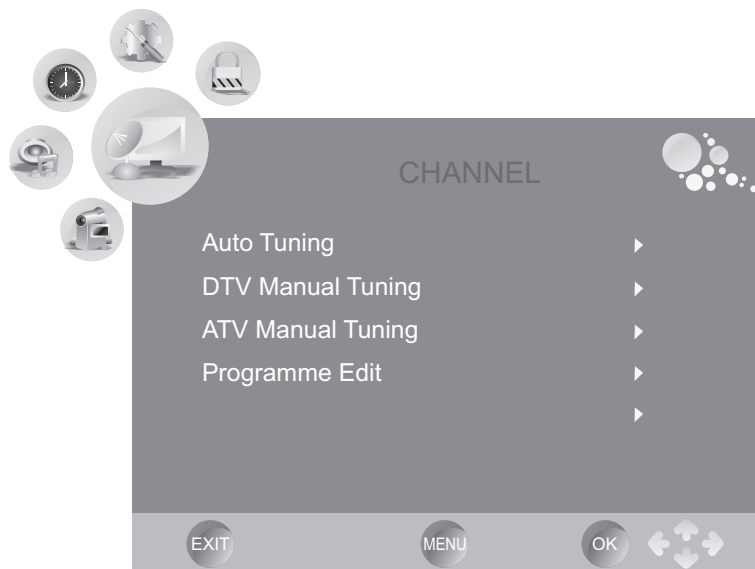 CHANNEL
Auto Tuning
DTV Manual Tuning
ATV Manual Tuning
Programme Edit
EXIT MENU OK